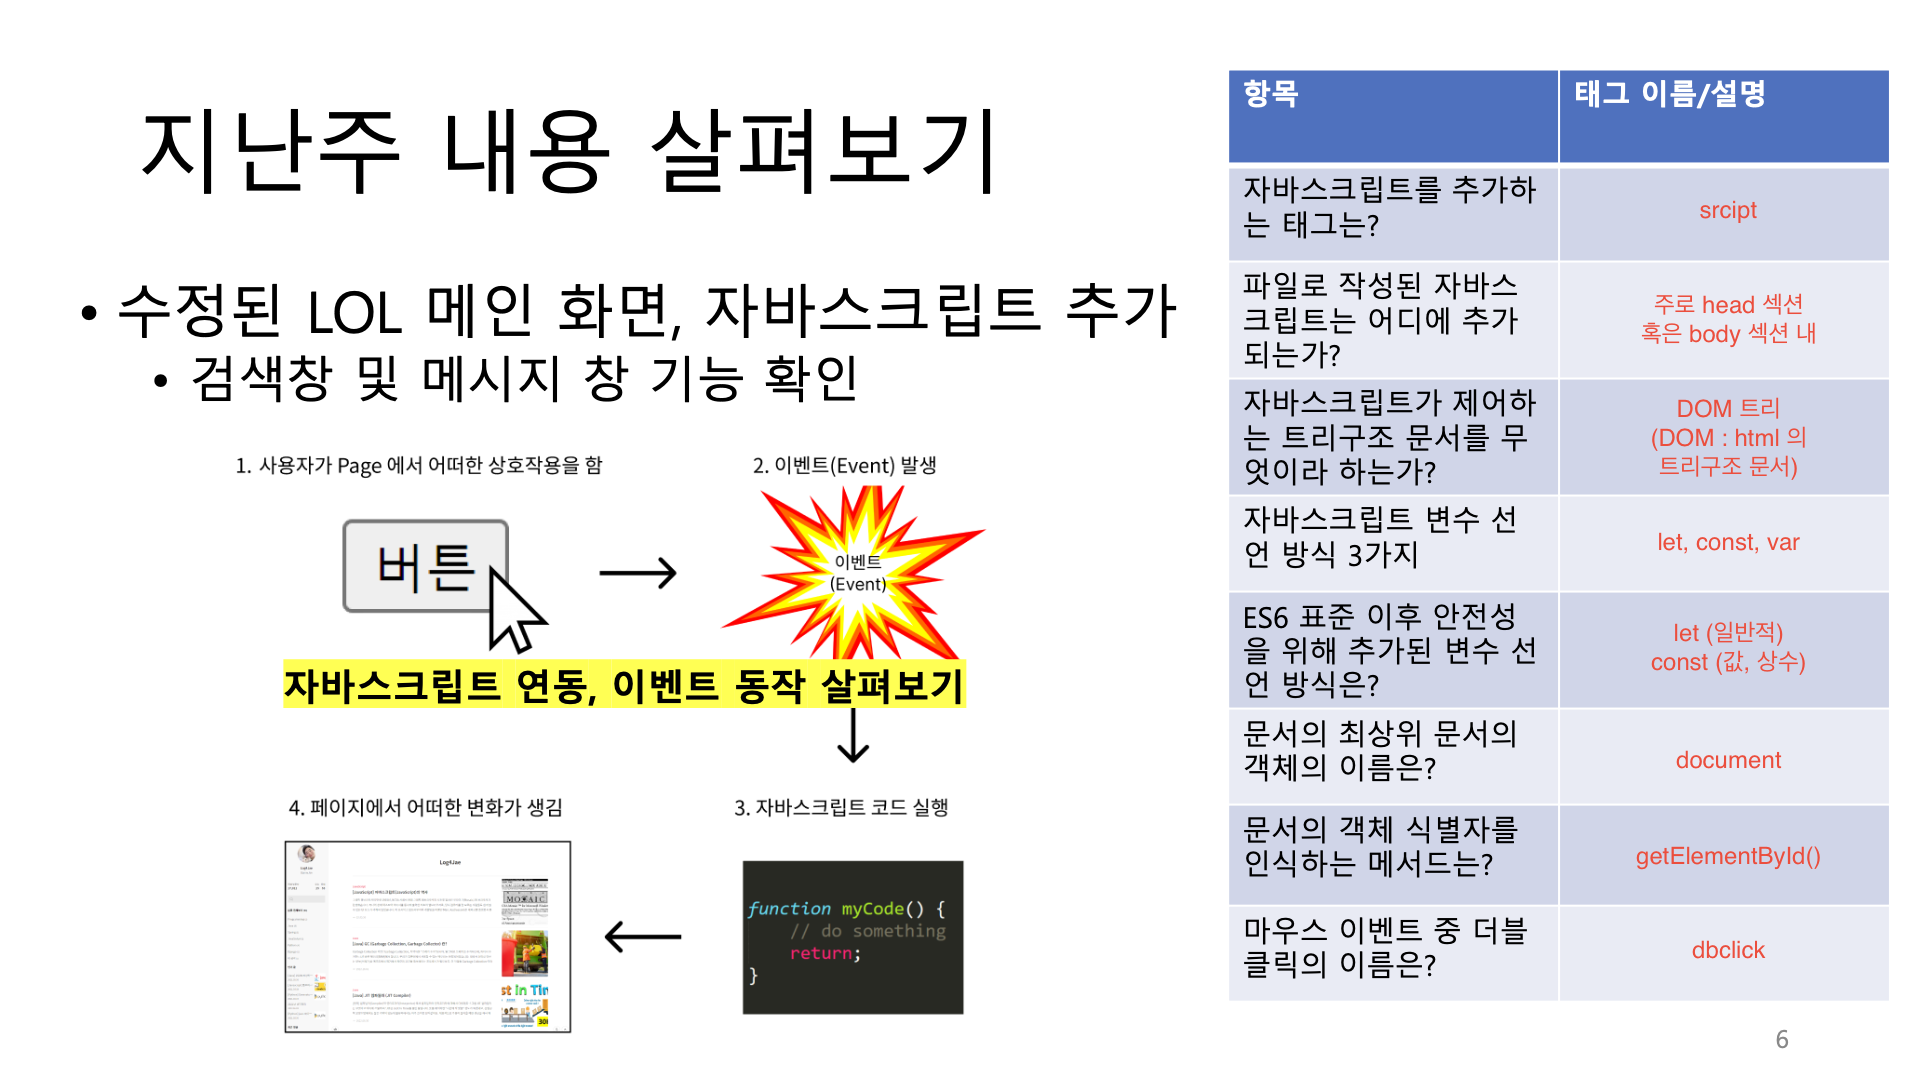 지난주 내용 살펴보기
• 수정된 LOL 메인 화면, 자바스크립트 추가
• 검색창 및 메시지 창 기능 확인
1. 사용자가 Page 에서 어떠한 상호작용을 함
2. 이벤트(Event) 발생
버튼
이벤트
(Event)
자바스크립트 연동, 이벤트 동작 살펴보기
4. 페이지에서 어떠한 변화가 생김
3. 자바스크립트 코드 실행
MOSAIC
st in Tin
function myCode() {
// do something
return;
}
항목
태그 이름/설명
자바스크립트를 추가하
는 태그는?
srcipt
파일로 작성된 자바스
크립트는 어디에 추가
되는가?
주로 head 섹션
혹은 body 섹션 내
자바스크립트가 제어하
는 트리구조 문서를 무
엇이라 하는가?
DOM 트리
(DOM : html 의
트리구조 문서)
자바스크립트 변수 선
언 방식 3가지
let, const, var
ES6 표준 이후 안전성
을 위해 추가된 변수 선
언 방식은?
let (일반적)
const (값, 상수)
문서의 최상위 문서의
객체의 이름은?
document
문서의 객체 식별자를
인식하는 메서드는?
getElementById()
마우스 이벤트 중 더블
클릭의 이름은?
dbclick
6